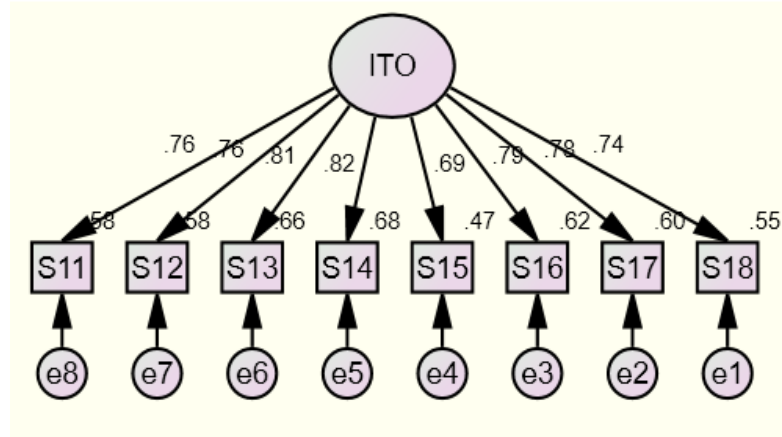 ITO
.76 .76 .81 .82 .69 .79 .78 .74
.58 .58 .66 .68 .47 .62 .60 .55
S11 S12 S13 S14 S15 S16 S17 S18
e8 e7 e6 e5 e4 e3 e2 e1